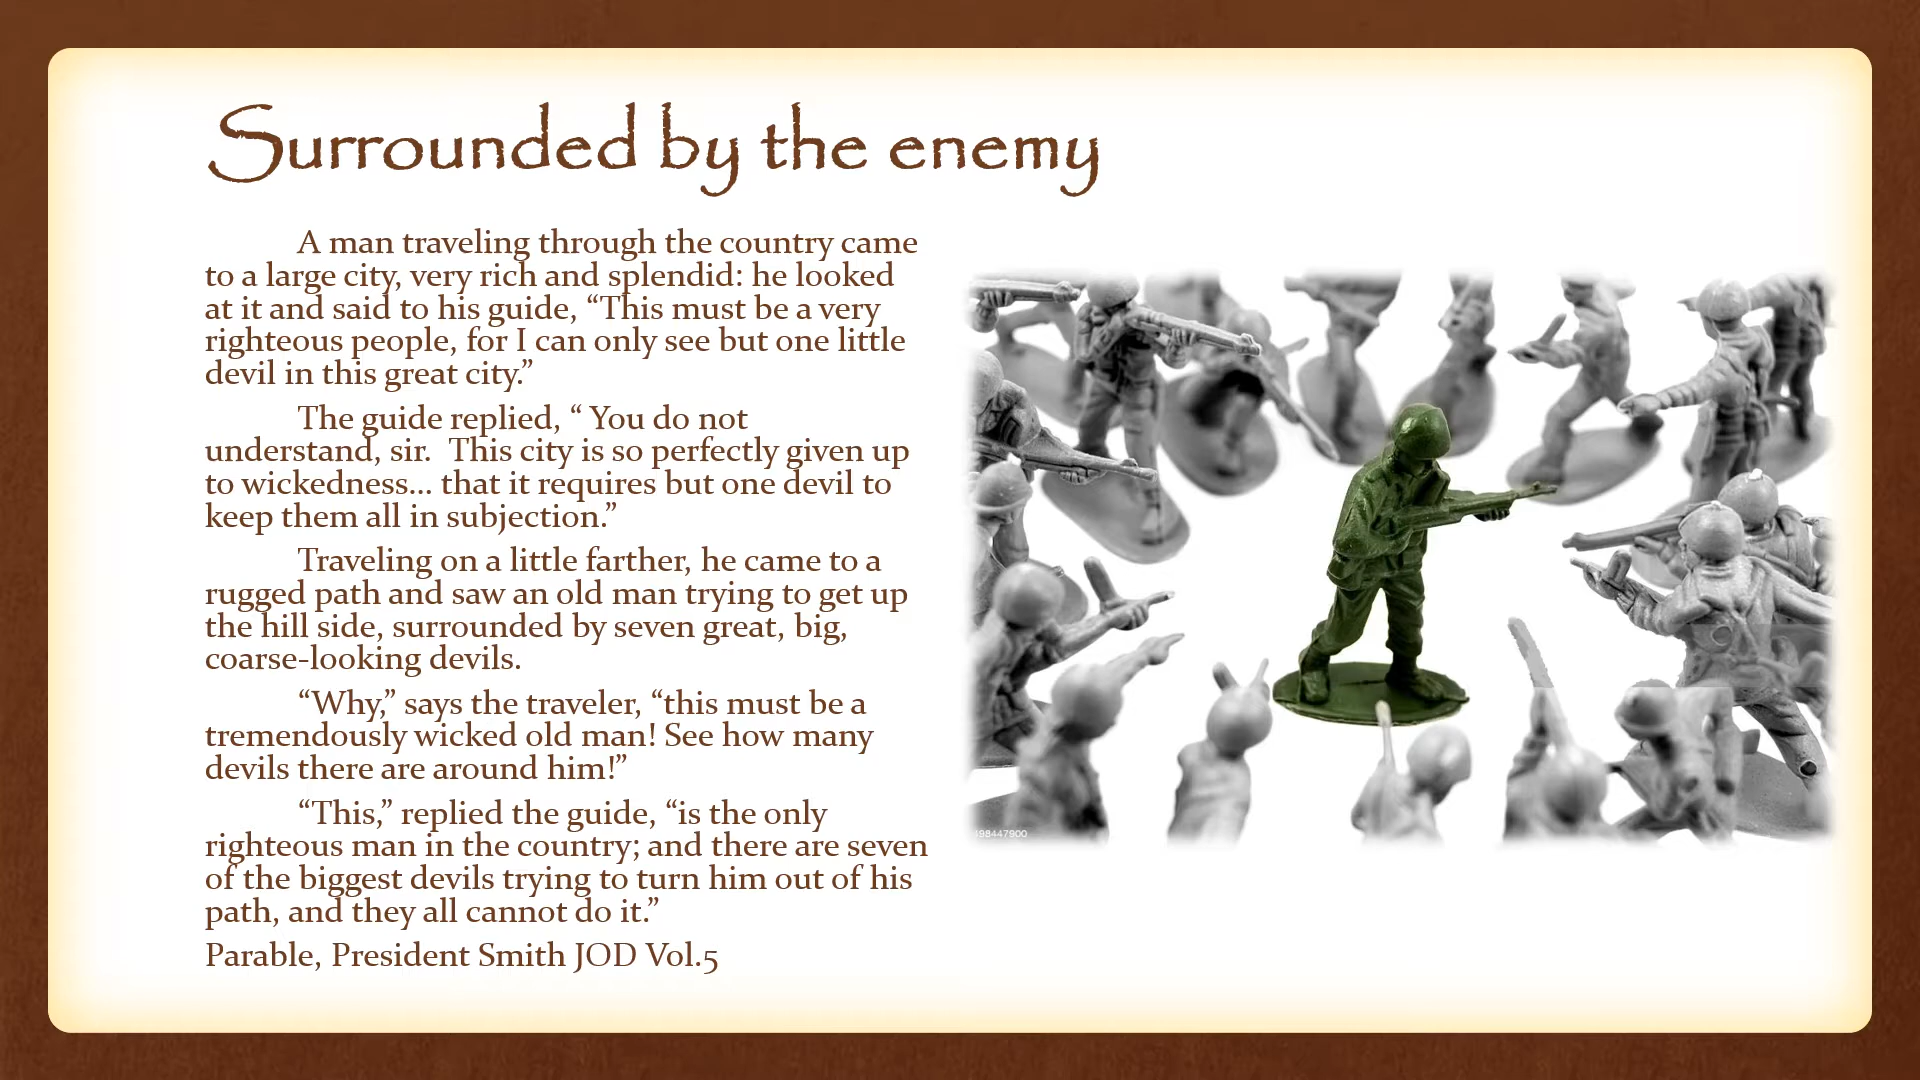 Surrounded by the enemy
A man traveling through the country came
to a large city, very rich and splendid: he looked
at it and said to his guide, “This must be a very
righteous people, for I can only see but one little
devil in this great city.”
The guide replied, “ You do not
understand, sir.  This city is so perfectly given up
to wickedness… that it requires but one devil to
keep them all in subjection.”
Traveling on a little farther, he came to a
rugged path and saw an old man trying to get up
the hill side, surrounded by seven great, big,
coarse-looking devils.
“Why,” says the traveler, “this must be a
tremendously wicked old man! See how many
devils there are around him!”
“This,” replied the guide, “is the only
righteous man in the country; and there are seven
of the biggest devils trying to turn him out of his
path, and they all cannot do it.”
Parable, President Smith JOD Vol.5
498447900